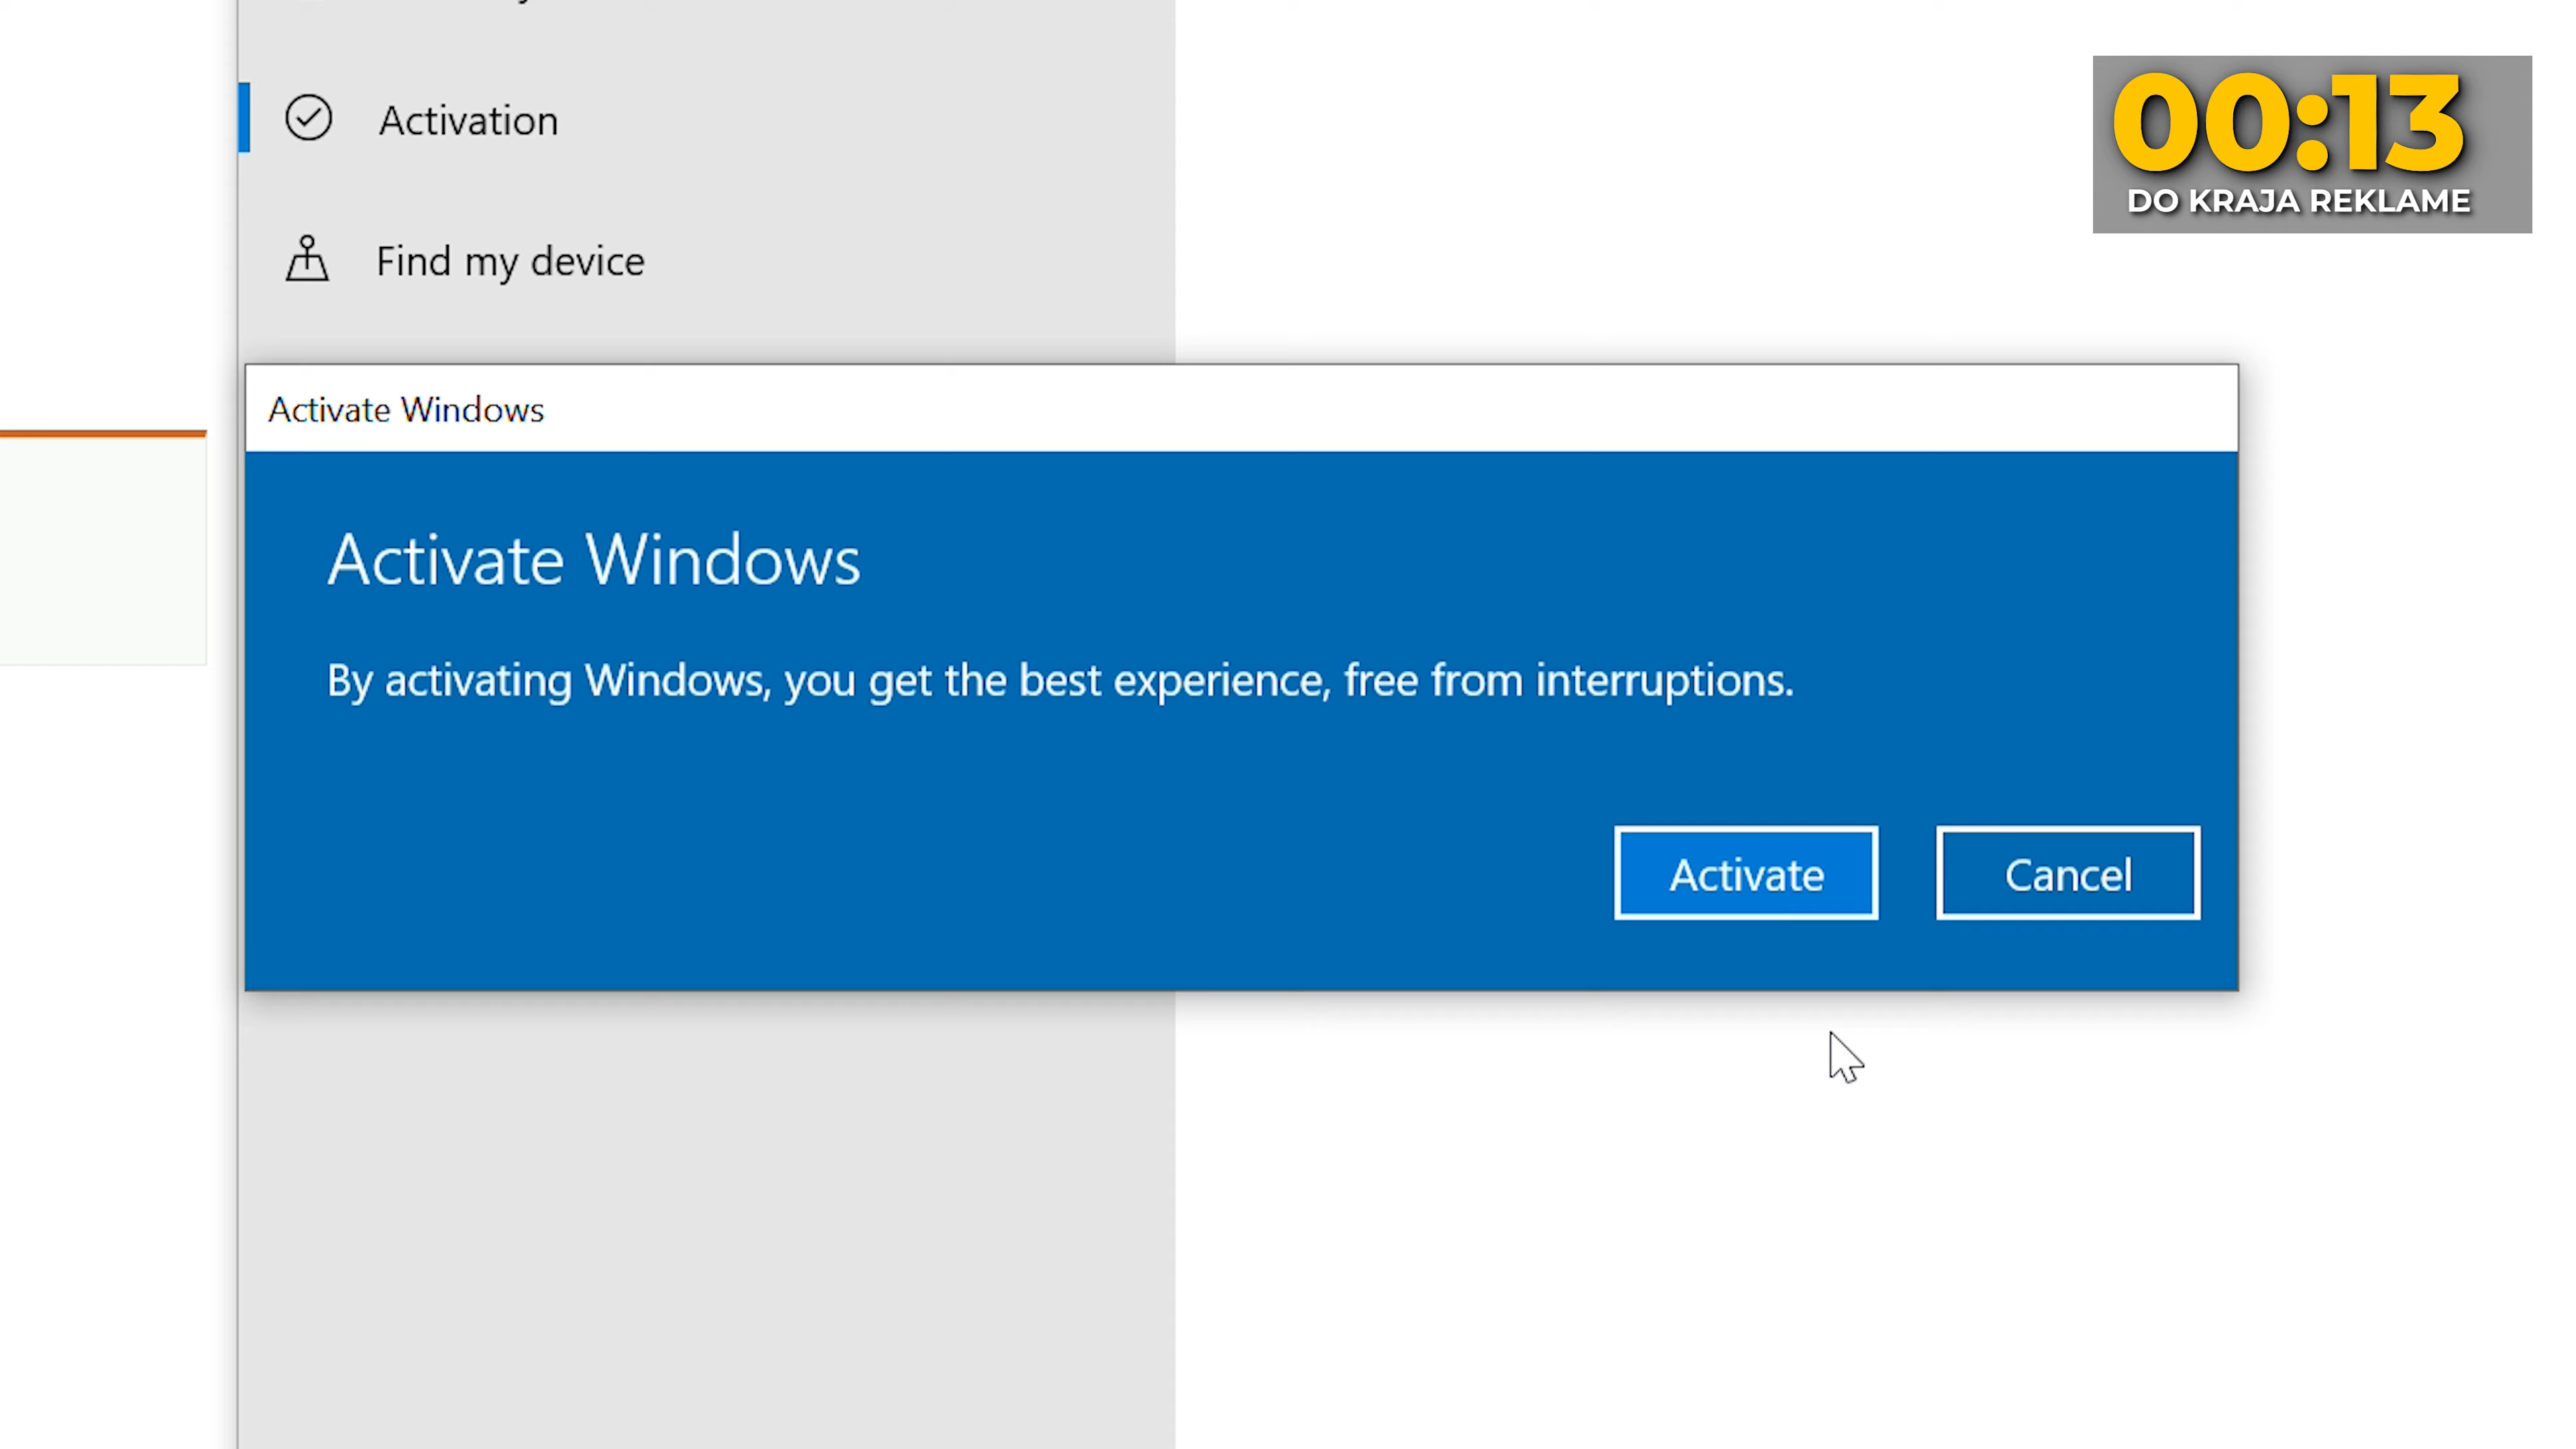 00:13
DO KRAJA REKLAME
Activation
Find my device
Activate Windows
Activate Windows
By activating Windows, you get the best experience, free from interruptions.
Activate
Cancel